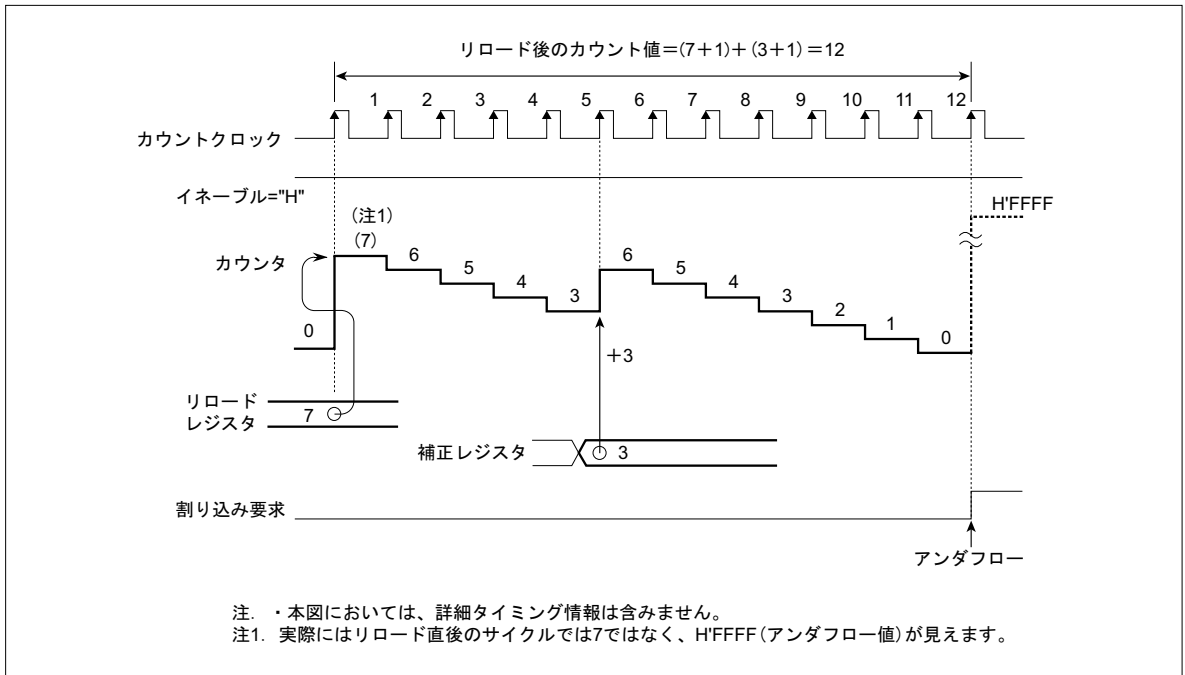 リロード後のカウント値=(7+1)+(3+1)=12
1 2 3 4 5 6 7 8 9 10 11 12
カウントクロック
イネーブル="H"
H'FFFF
(注1)
(7)
カウンタ
6 5 4 3 6 5 4 3 2 1 0
0
+3
リロード
レジスタ
7
補正レジスタ
3
割り込み要求
アンダフロー
注. ・本図においては、詳細タイミング情報は含みません。
注1. 実際にはリロード直後のサイクルでは7ではなく、H'FFFF(アンダフロー値)が見えます。